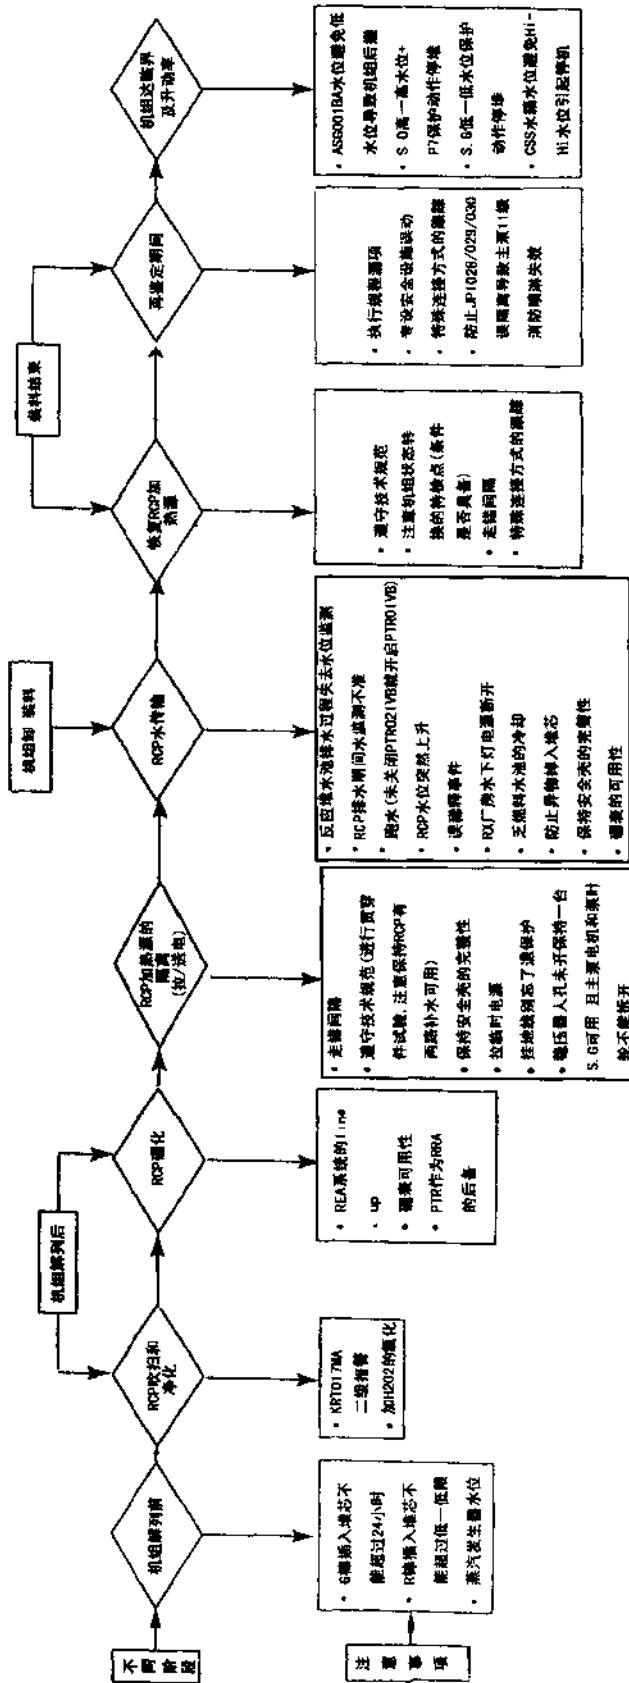 不同阶段
机组解列前
RCP吹扫和
净化
机组解列后
RCP硼化
RCP加热源的
隔离
(拉/送电)
机组卸 装料
RCP水传输
恢复RCP加
热源
装料结束
再鉴定期间
机组达临界
及升功率
注意事项
• G棒插入堆芯不
能超过24小时
• R棒插入堆芯不
能超过低一低限
• 蒸汽发生器水位
• KRT017MA
二级报警
• 加H2O2的氧化
• REA系统的line
• up
• 硼表可用性
• PTR作为RRA
的后备
• 走错间隔
• 遵守技术规范(进行贯穿
件试验,注意保持RCP有
两路补水可用)
• 保持安全壳的完整性
• 拉临时电源
• 挂地线别忘了退保护
• 稳压器人孔未开保持一台
S.G可用 且主泵电机和泵叶
轮不能拆开
• 反应堆水池排水过程失去水位监测
• RCP排水期间水监测不准
• 跑水(未关闭PTR021VB就开启PTR01VB)
• RCP水位突然上升
• 误稀释事件
• RX厂房水下灯电源断开
• 乏燃料水池的冷却
• 防止异物掉入堆芯
• 保持安全壳的完整性
• 硼表的可用性
• 遵守技术规范
• 注意机组状态转
换的待检点(条件
是否具备)
• 走错间隔
• 特殊连接方式的跟踪
• 执行规程漏项
• 专设安全设施误动
• 特殊连接方式的跟踪
• 防止JPI028/029/030
误隔离导致主泵11级
消防喷淋失效
• ASG001BA水位避免低
水位导致机组后撤
• S.G高一高水位+
P7保护动作停堆
• S.G低一低水位保护
动作停堆
• GSS水箱水位避免Hi-
Hi水位引起停机